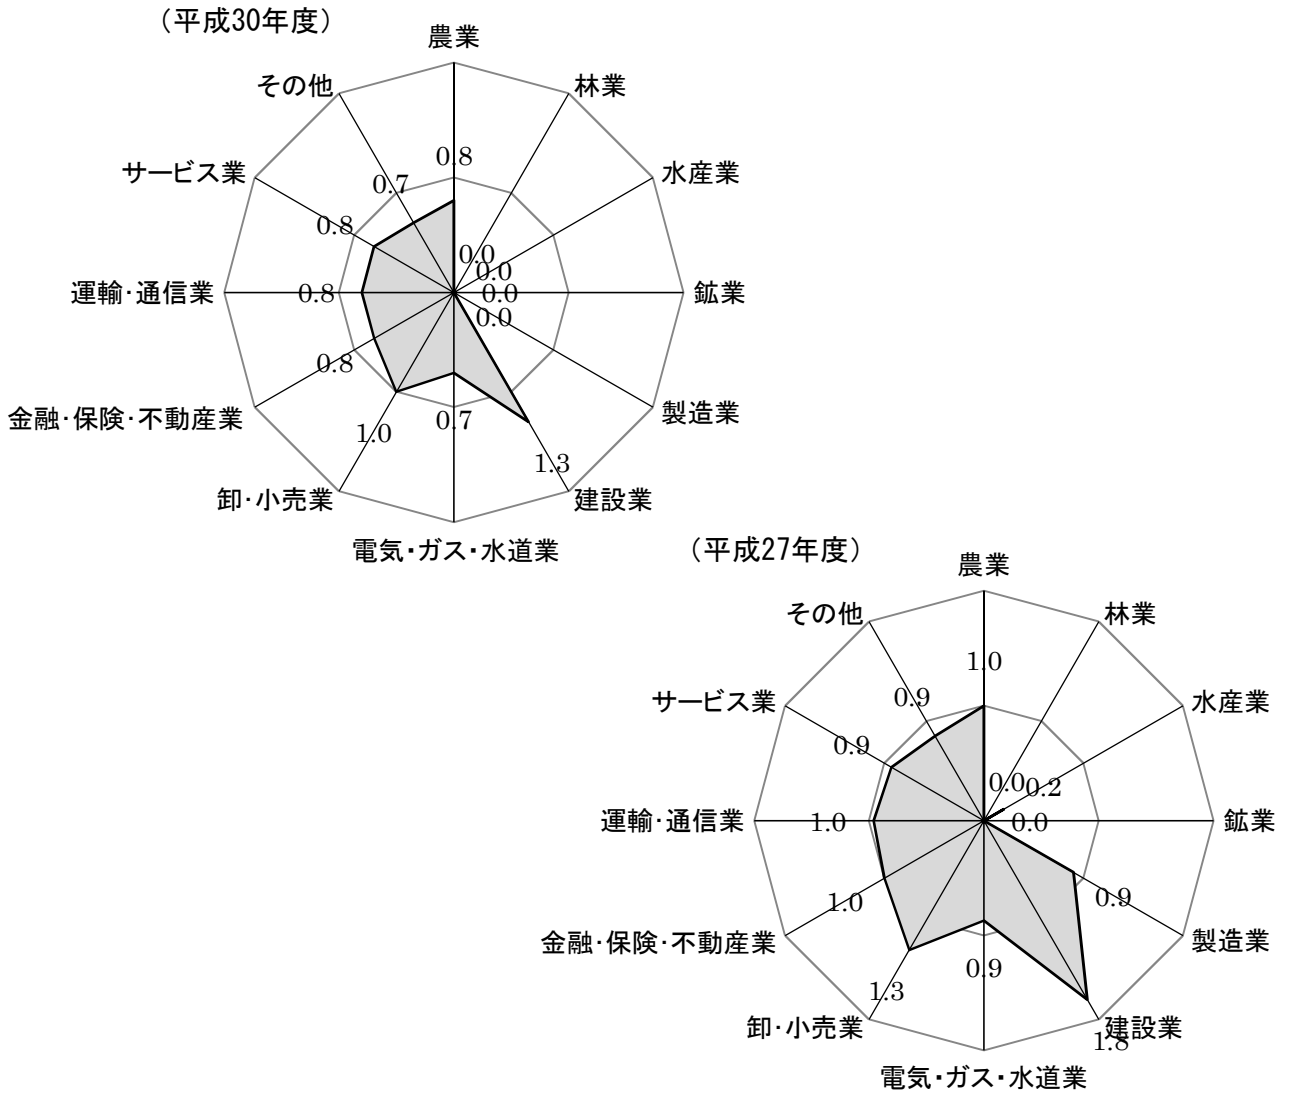 （平成30年度）
農業
その他
林業
サービス業
水産業
0.8
0.7
0.8
0.0
0.0
運輸・通信業
0.8
0.0
鉱業
0.0
0.8
金融・保険・不動産業
製造業
0.7
1.0
1.3
卸・小売業
建設業
電気・ガス・水道業
（平成27年度）
農業
その他
林業
サービス業
水産業
1.0
0.9
0.9
0.0
0.2
運輸・通信業
1.0
0.0
鉱業
0.9
1.0
金融・保険・不動産業
製造業
0.9
1.3
卸・小売業
建設業
1.8
電気・ガス・水道業